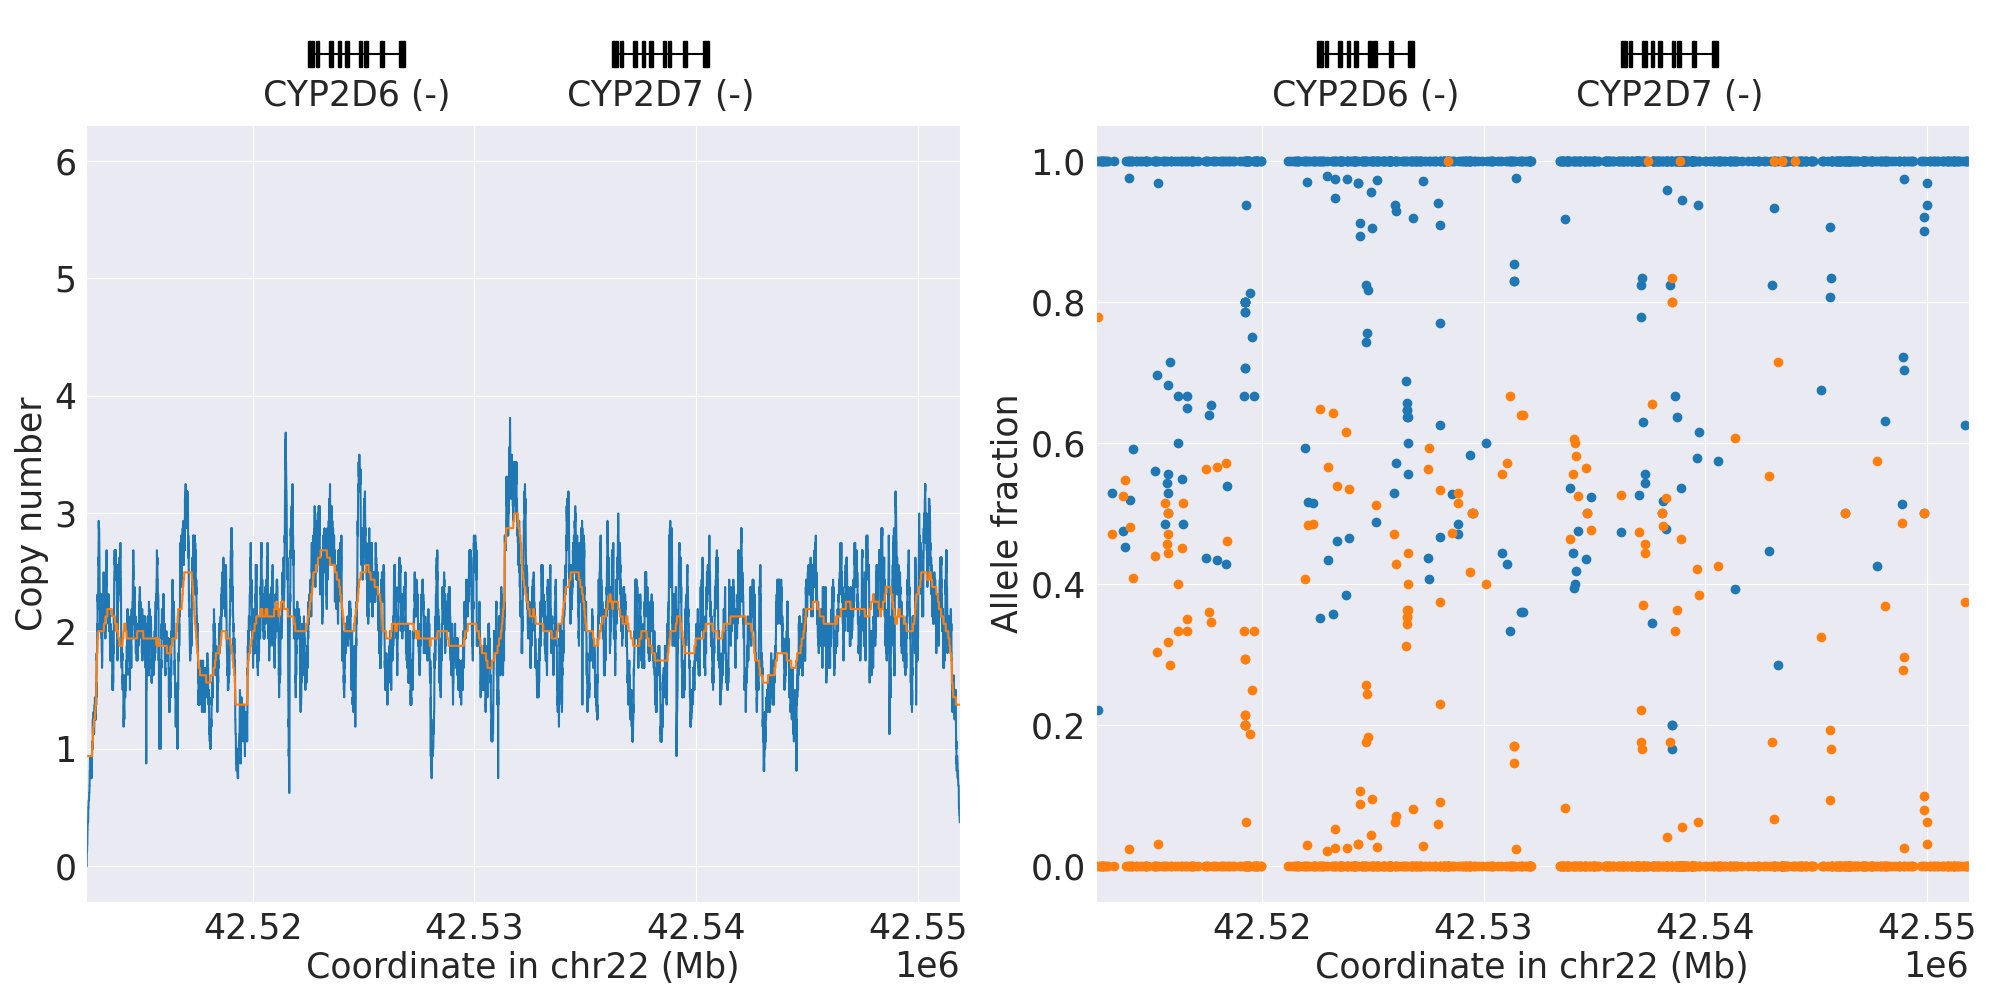 CYP2D6 (-) CYP2D7 (-)
6
5
4
3
2
1
0
Copy number
42.52 42.53 42.54 42.55
Coordinate in chr22 (Mb)
1e6
CYP2D6 (-) CYP2D7 (-)
1.0
0.8
0.6
0.4
0.2
0.0
Allele fraction
42.52 42.53 42.54 42.55
Coordinate in chr22 (Mb)
1e6